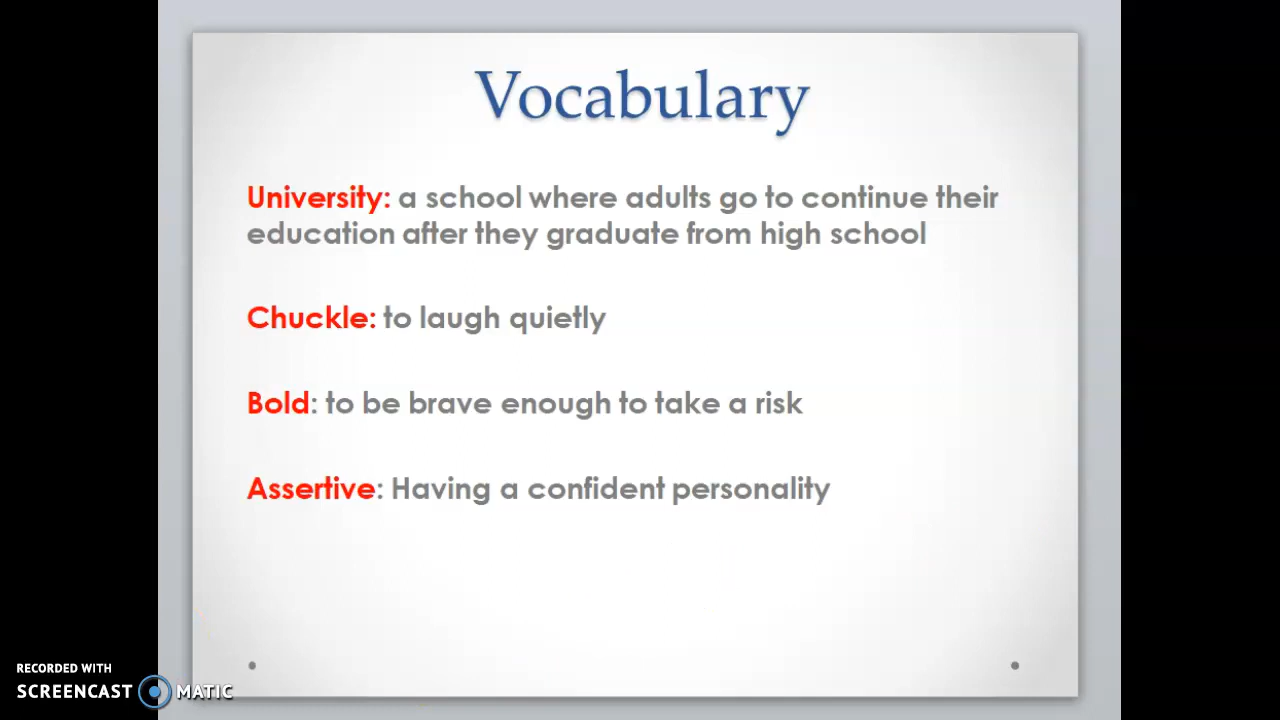 Vocabulary
University: a school where adults go to continue their
education after they graduate from high school
Chuckle: to laugh quietly
Bold: to be brave enough to take a risk
Assertive: Having a confident personality
RECORDED WITH
SCREENCAST MATIC